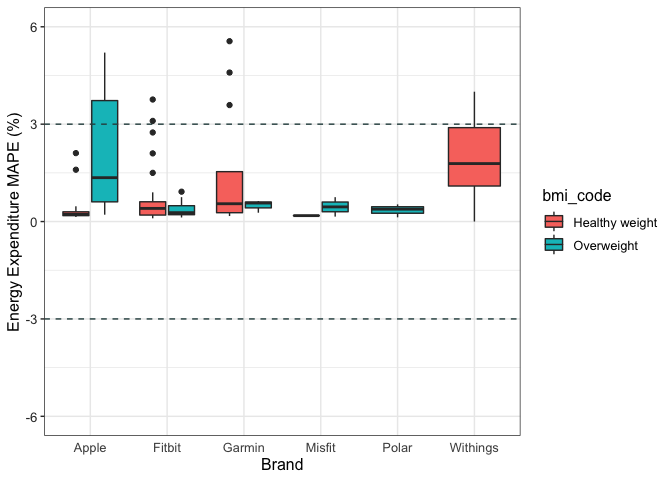 Energy Expenditure MAPE (%)
6
3
0
-3
-6
Apple Fitbit Garmin Misfit Polar Withings
Brand
bmi_code
Healthy weight
Overweight